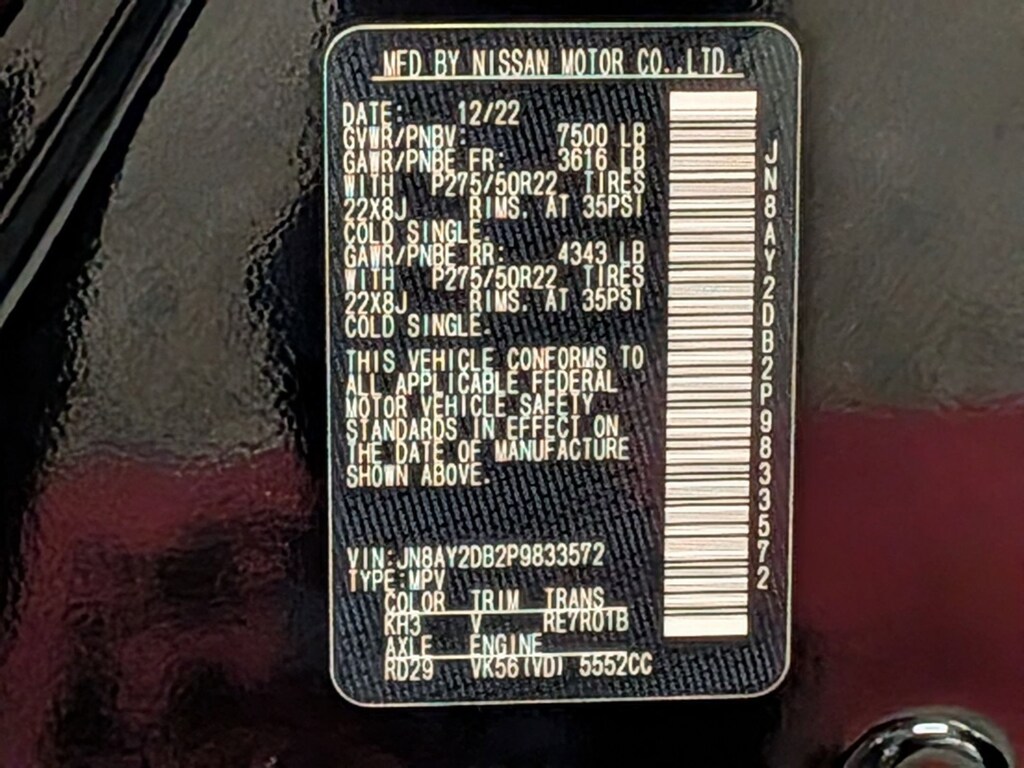 MFD BY NISSAN MOTOR CO.,LTD.
DATE: 12/22
GVWR/PNBV: 7500 LB
GAWR/PNBE FR: 3616 LB
WITH P275/50R22 TIRES
22X8J RIMS. AT 35PSI
COLD SINGLE.
GAWR/PNBE RR: 4343 LB
WITH P275/50R22 TIRES
22X8J RIMS. AT 35PSI
COLD SINGLE.
THIS VEHICLE CONFORMS TO
ALL APPLICABLE FEDERAL
MOTOR VEHICLE SAFETY
STANDARDS IN EFFECT ON
THE DATE OF MANUFACTURE
SHOWN ABOVE.
VIN:JN8AY2DB2P9833572
TYPE:MPV
COLOR TRIM TRANS
KH3 V RE7R01B
AXLE ENGINE
RD29 VK56(VD) 5552CC
JN8AY2DB2P9833572